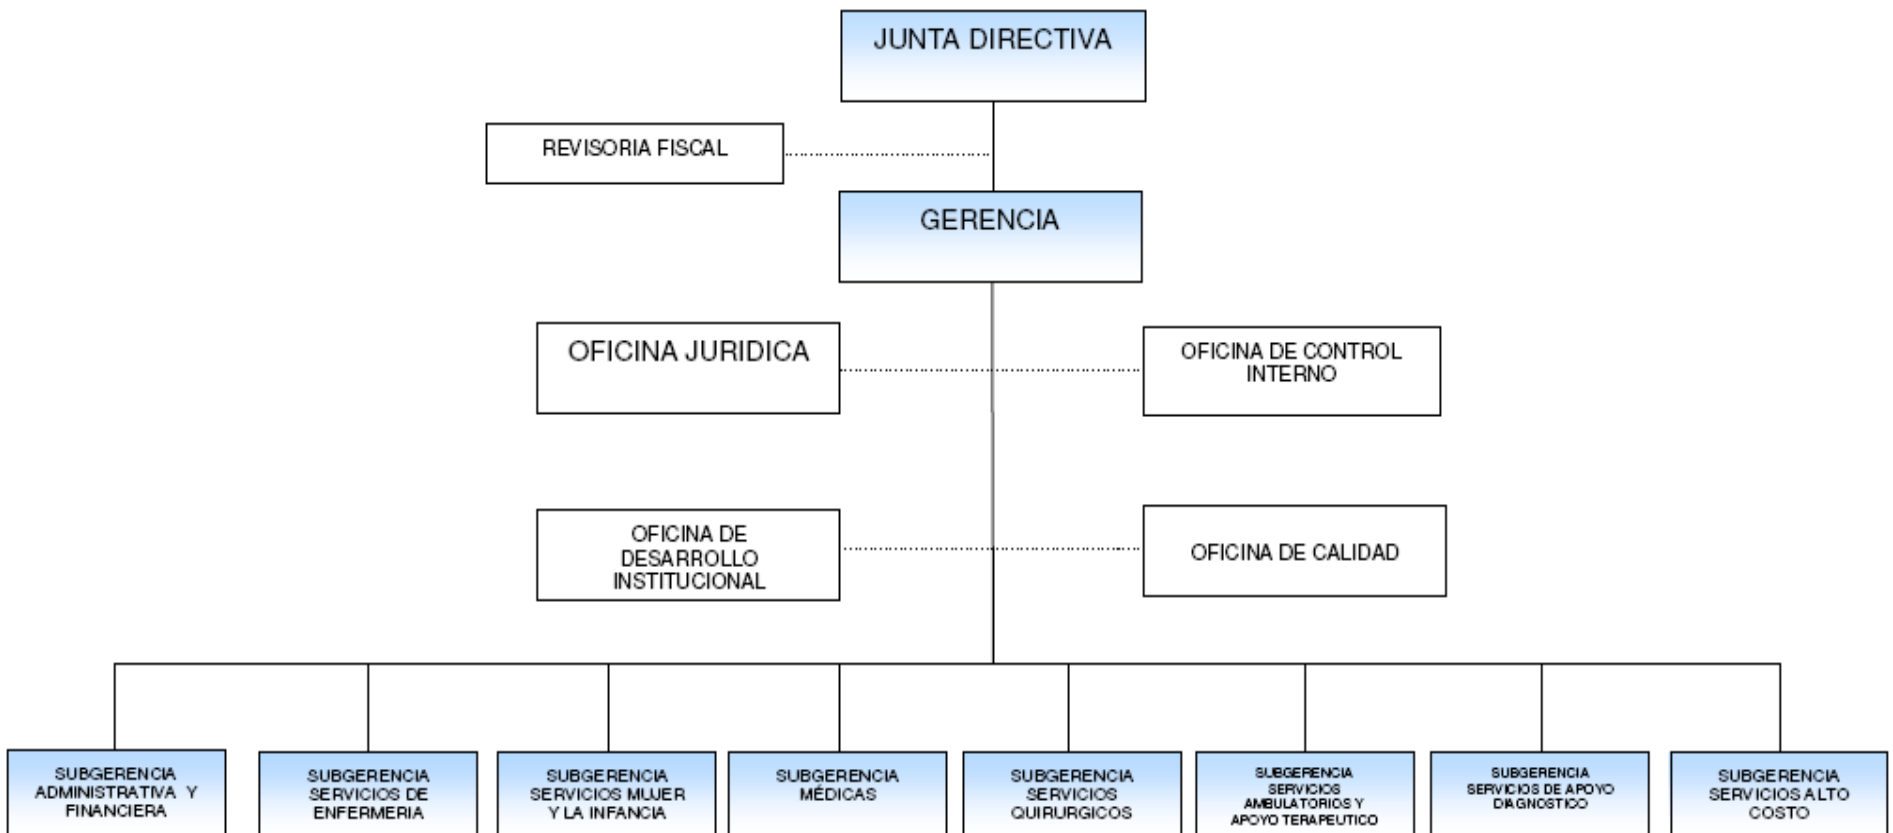 JUNTA DIRECTIVA
REVISORIA FISCAL
GERENCIA
OFICINA JURIDICA
OFICINA DE CONTROL
INTERNO
OFICINA DE
DESARROLLO
INSTITUCIONAL
OFICINA DE CALIDAD
SUBGERENCIA
ADMINISTRATIVA Y
FINANCIERA
SUBGERENCIA
SERVICIOS DE
ENFERMERIA
SUBGERENCIA
SERVICIOS MUJER
Y LA INFANCIA
SUBGERENCIA
MÉDICAS
SUBGERENCIA
SERVICIOS
QUIRURGICOS
SUBGERENCIA
SERVICIOS
AMBULATORIOS Y
APOYO TERAPEUTICO
SUBGERENCIA
SERVICIOS DE APOYO
DIAGNOSTICO
SUBGERENCIA
SERVICIOS ALTO
COSTO